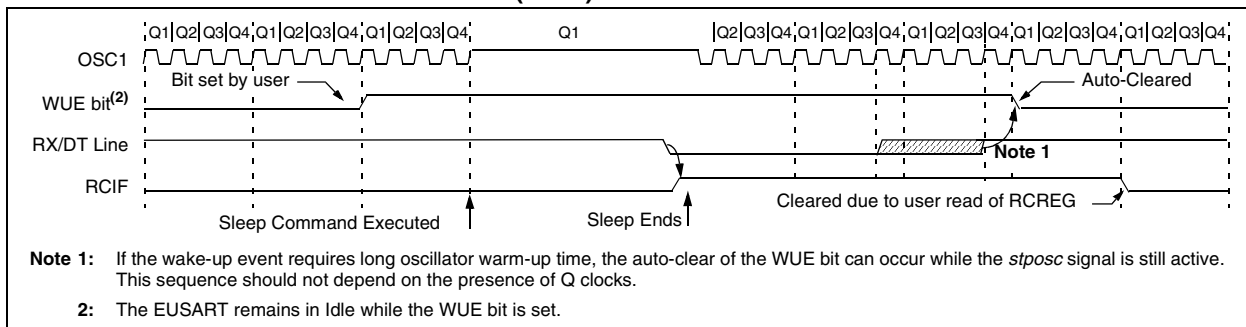 Q1 Q2 Q3 Q4 Q1 Q2 Q3 Q4 Q1 Q2 Q3 Q4 Q1 Q2 Q3 Q4 Q1 Q2 Q3 Q4 Q1 Q2 Q3 Q4 Q1 Q2 Q3 Q4 Q1 Q2 Q3 Q4
OSC1
Bit set by user
Auto-Cleared
WUE bit(2)
RX/DT Line
Note 1
RCIF
Cleared due to user read of RCREG
Sleep Command Executed
Sleep Ends
Note 1: If the wake-up event requires long oscillator warm-up time, the auto-clear of the WUE bit can occur while the stposc signal is still active.
This sequence should not depend on the presence of Q clocks.
2: The EUSART remains in Idle while the WUE bit is set.